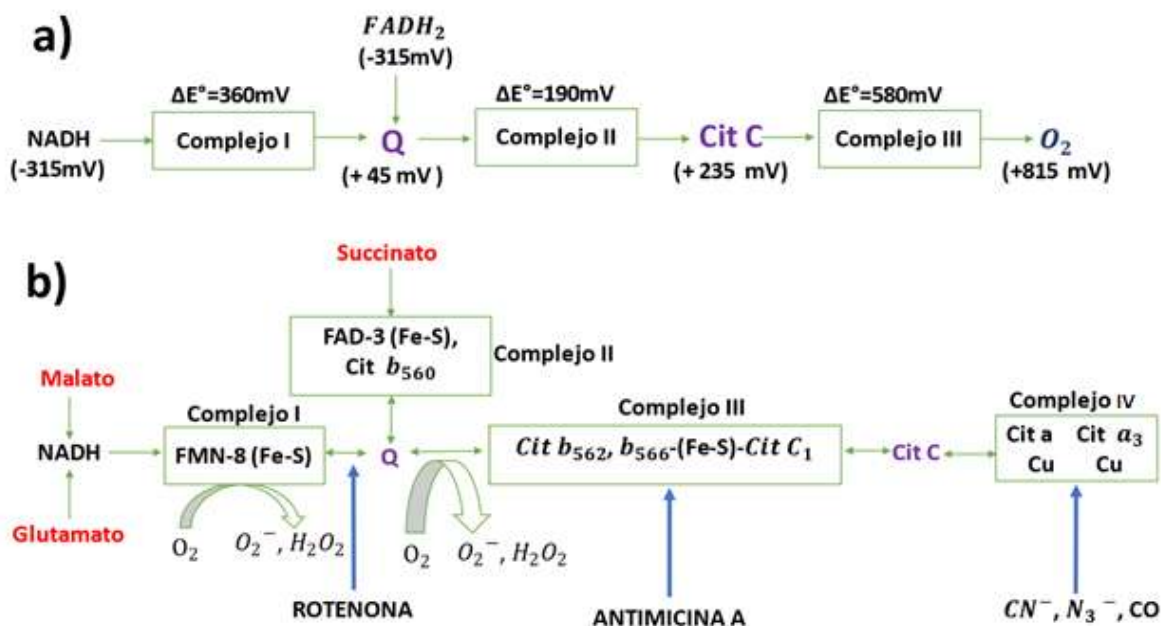 a)
FADH₂
(-315mV)
ΔE°=360mV
ΔE°=190mV
ΔE°=580mV
NADH
(-315mV)
Complejo I
Q
(+ 45 mV )
Complejo II
Cit C
(+ 235 mV)
Complejo III
O₂
(+815 mV)
b)
Succinato
FAD-3 (Fe-S),
Cit b₅₆₀
Complejo II
Malato
NADH
Glutamato
Complejo I
FMN-8 (Fe-S)
Q
Complejo III
Cit b₅₆₂, b₅₆₆-(Fe-S)-Cit C₁
Cit C
Complejo IV
Cit a Cit a₃
Cu Cu
O₂ O₂⁻, H₂O₂
O₂ O₂⁻, H₂O₂
ROTENONA
ANTIMICINA A
CN⁻, N₃⁻, CO